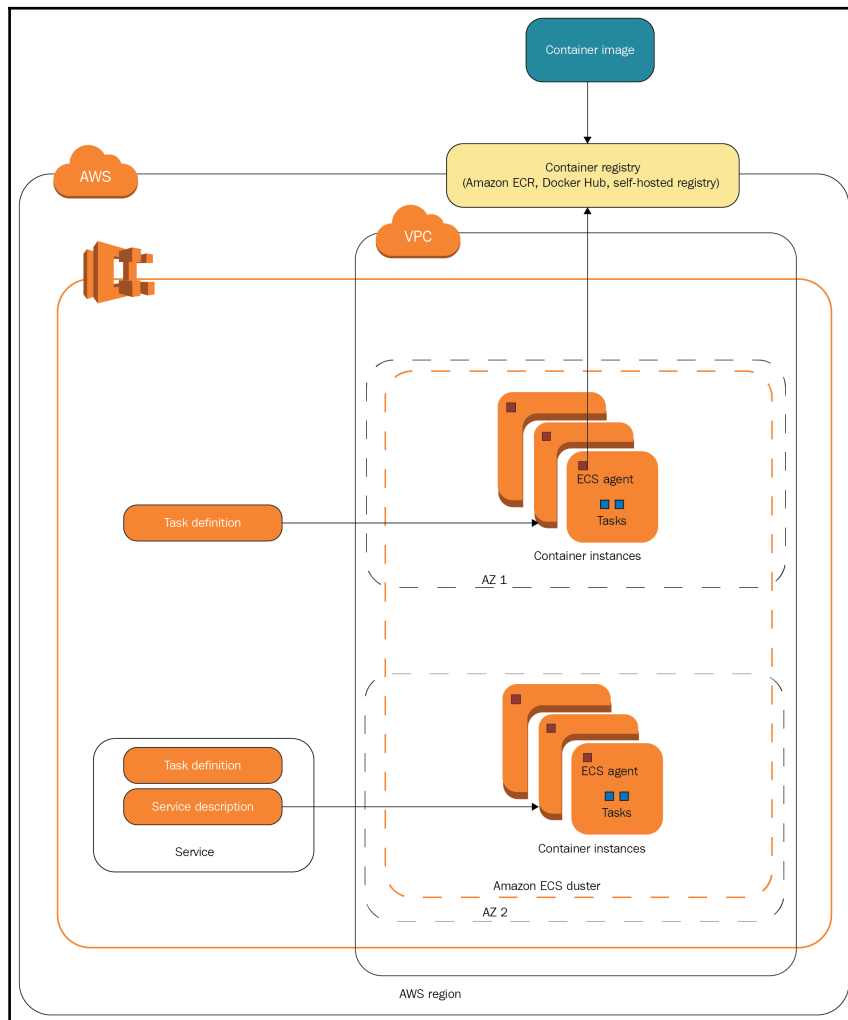 Container image
Container registry
(Amazon ECR, Docker Hub, self-hosted registry)
AWS
VPC
ECS agent
Tasks
Task definition
Container instances
AZ 1
Task definition
ECS agent
Service description
Tasks
Container instances
Service
Amazon ECS duster
AZ 2
AWS region